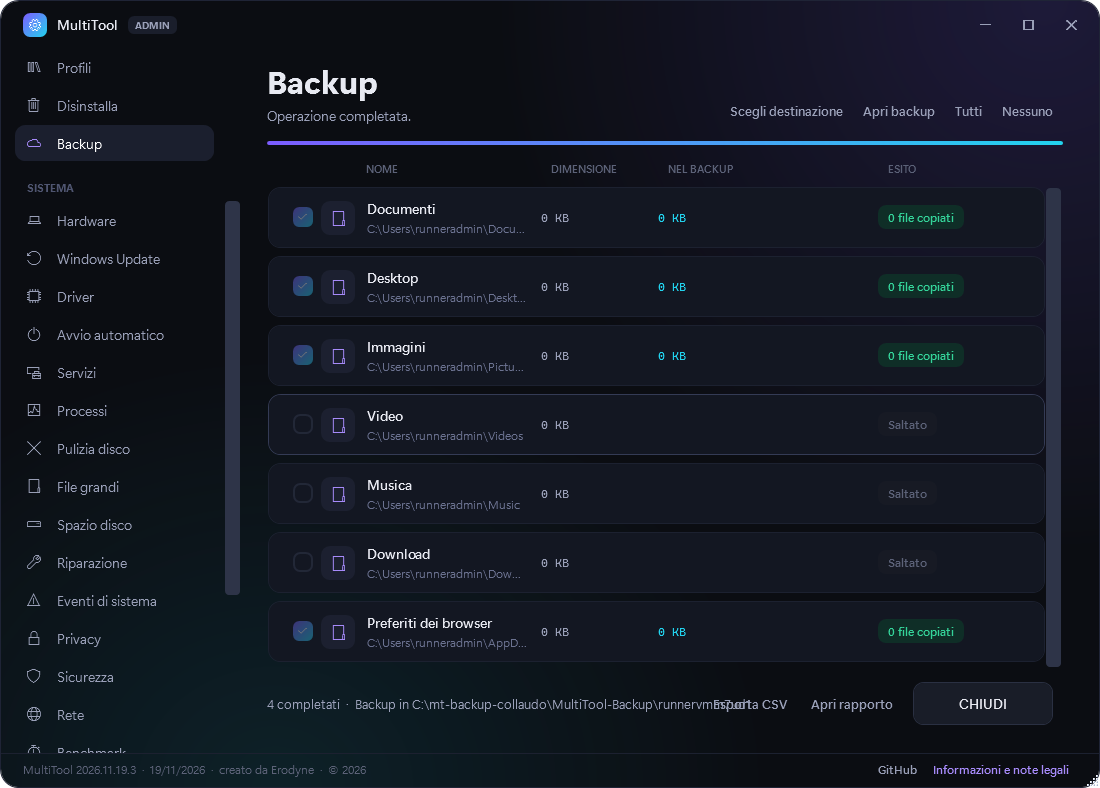 MultiTool ADMIN
Profili
Disinstalla
Backup
SISTEMA
Hardware
Windows Update
Driver
Avvio automatico
Servizi
Processi
Pulizia disco
File grandi
Spazio disco
Riparazione
Eventi di sistema
Privacy
Sicurezza
Rete
Benchmark
Backup
Operazione completata.
Scegli destinazione Apri backup Tutti Nessuno
NOME DIMENSIONE NEL BACKUP ESITO
Documenti
C:\Users\runneradmin\Docu...
0 KB 0 KB 0 file copiati
Desktop
C:\Users\runneradmin\Deskt...
0 KB 0 KB 0 file copiati
Immagini
C:\Users\runneradmin\Pictu...
0 KB 0 KB 0 file copiati
Video
C:\Users\runneradmin\Videos
0 KB Saltato
Musica
C:\Users\runneradmin\Music
0 KB Saltato
Download
C:\Users\runneradmin\Dow...
0 KB Saltato
Preferiti dei browser
C:\Users\runneradmin\AppD...
0 KB 0 KB 0 file copiati
4 completati · Backup in C:\mt-backup-collaudo\MultiTool-Backup\
Esporta CSV Apri rapporto CHIUDI
MultiTool 2026.11.19.3 · 19/11/2026 · creato da Erodyne · © 2026
GitHub Informazioni e note legali